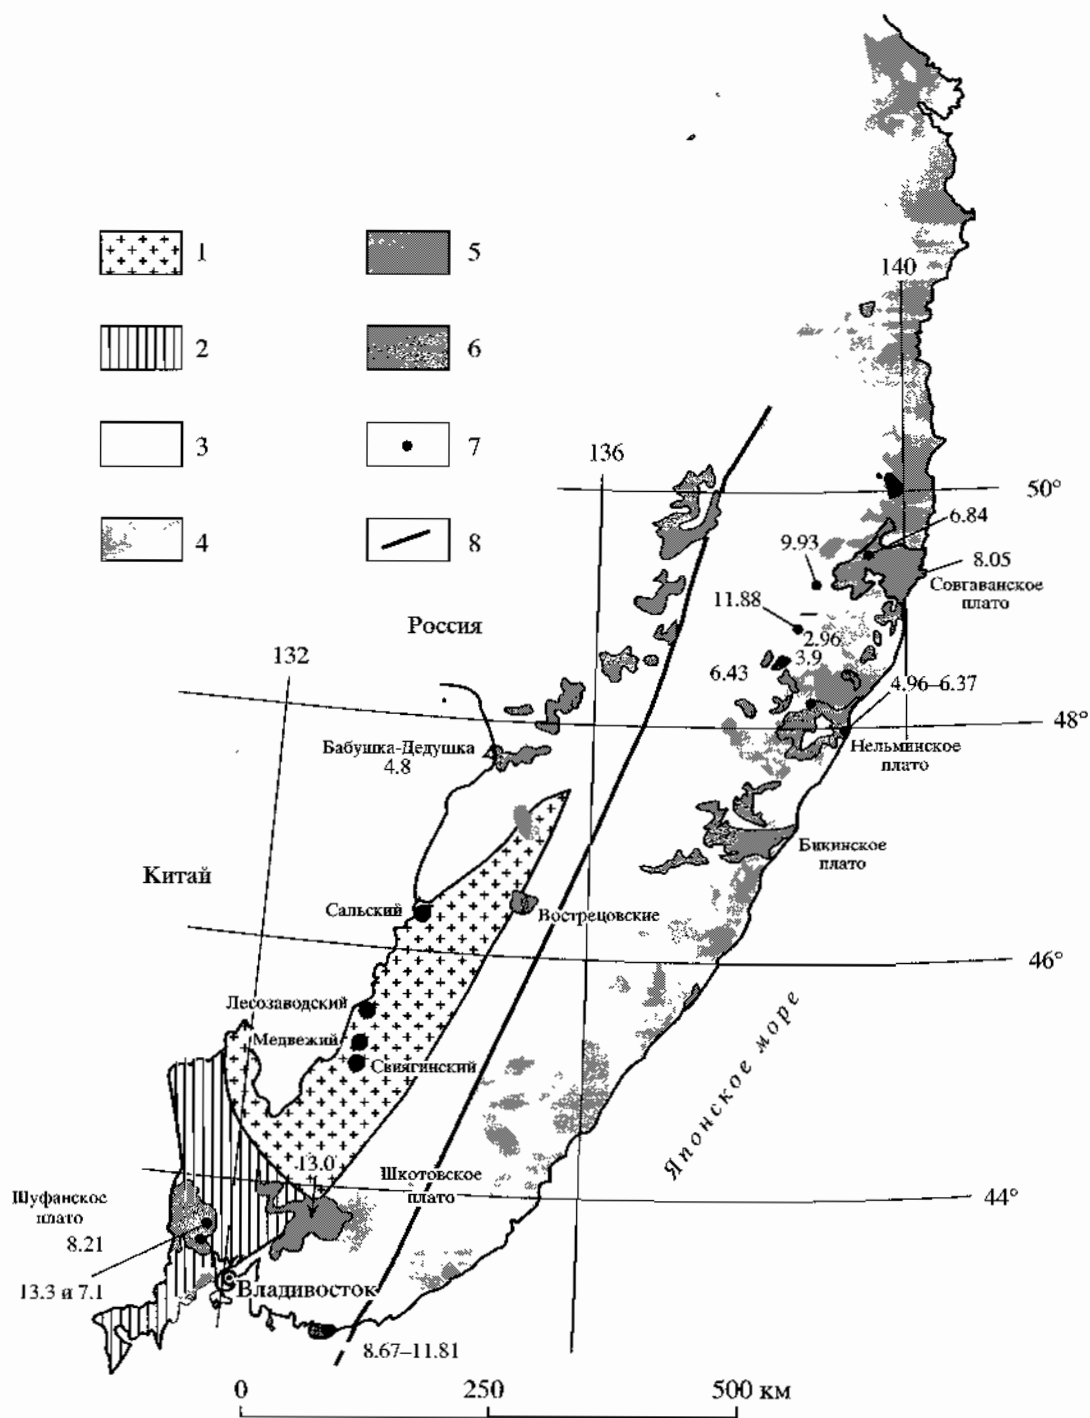 1
5
140
2
6
136
3
7
50°
6.84
4
8
9.93
8.05
Совгаванское
плато
11.88
Россия
2.96
132
3.9
6.43
4.96–6.37
48°
Бабушка-Дедушка
4.8
Нельминское
плато
Бикинское
плато
Китай
Сальский
Вострецовские
46°
Лесозаводский
Медвежий
Свиягинский
Японское море
13.0
Шкотовское
плато
Шуфанское
плато
44°
8.21
13.3 и 7.1
Владивосток
8.67–11.81
0
250
500 км